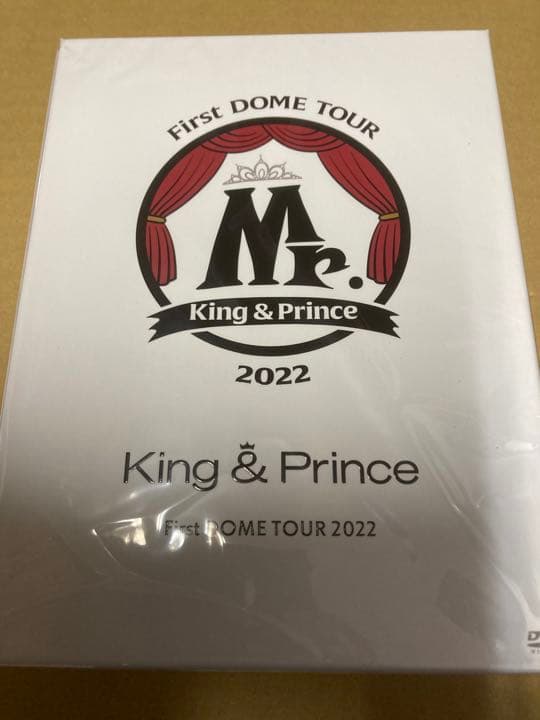 First DOME TOUR
Mr.
King & Prince
2022
King & Prince
First DOME TOUR 2022